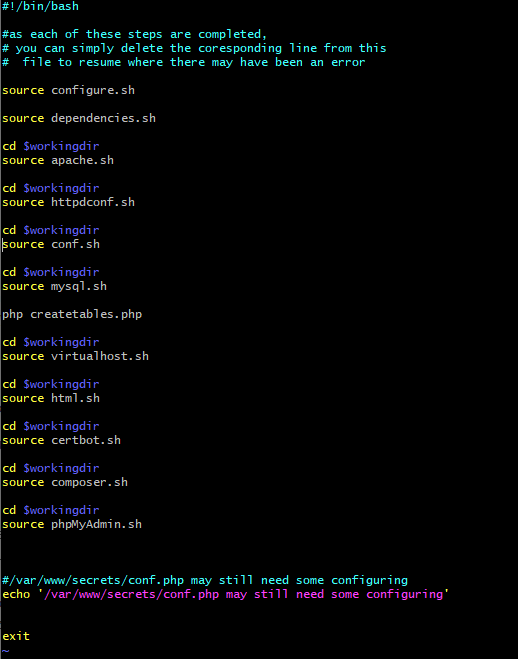 #!/bin/bash
#as each of these steps are completed,
# you can simply delete the coresponding line from this
#  file to resume where there may have been an error
source configure.sh
source dependencies.sh
cd $workingdir
source apache.sh
cd $workingdir
source httpdconf.sh
cd $workingdir
source conf.sh
cd $workingdir
source mysql.sh
php createtables.php
cd $workingdir
source virtualhost.sh
cd $workingdir
source html.sh
cd $workingdir
source certbot.sh
cd $workingdir
source composer.sh
cd $workingdir
source phpMyAdmin.sh
#/var/www/secrets/conf.php may still need some configuring
echo '/var/www/secrets/conf.php may still need some configuring'
exit
~